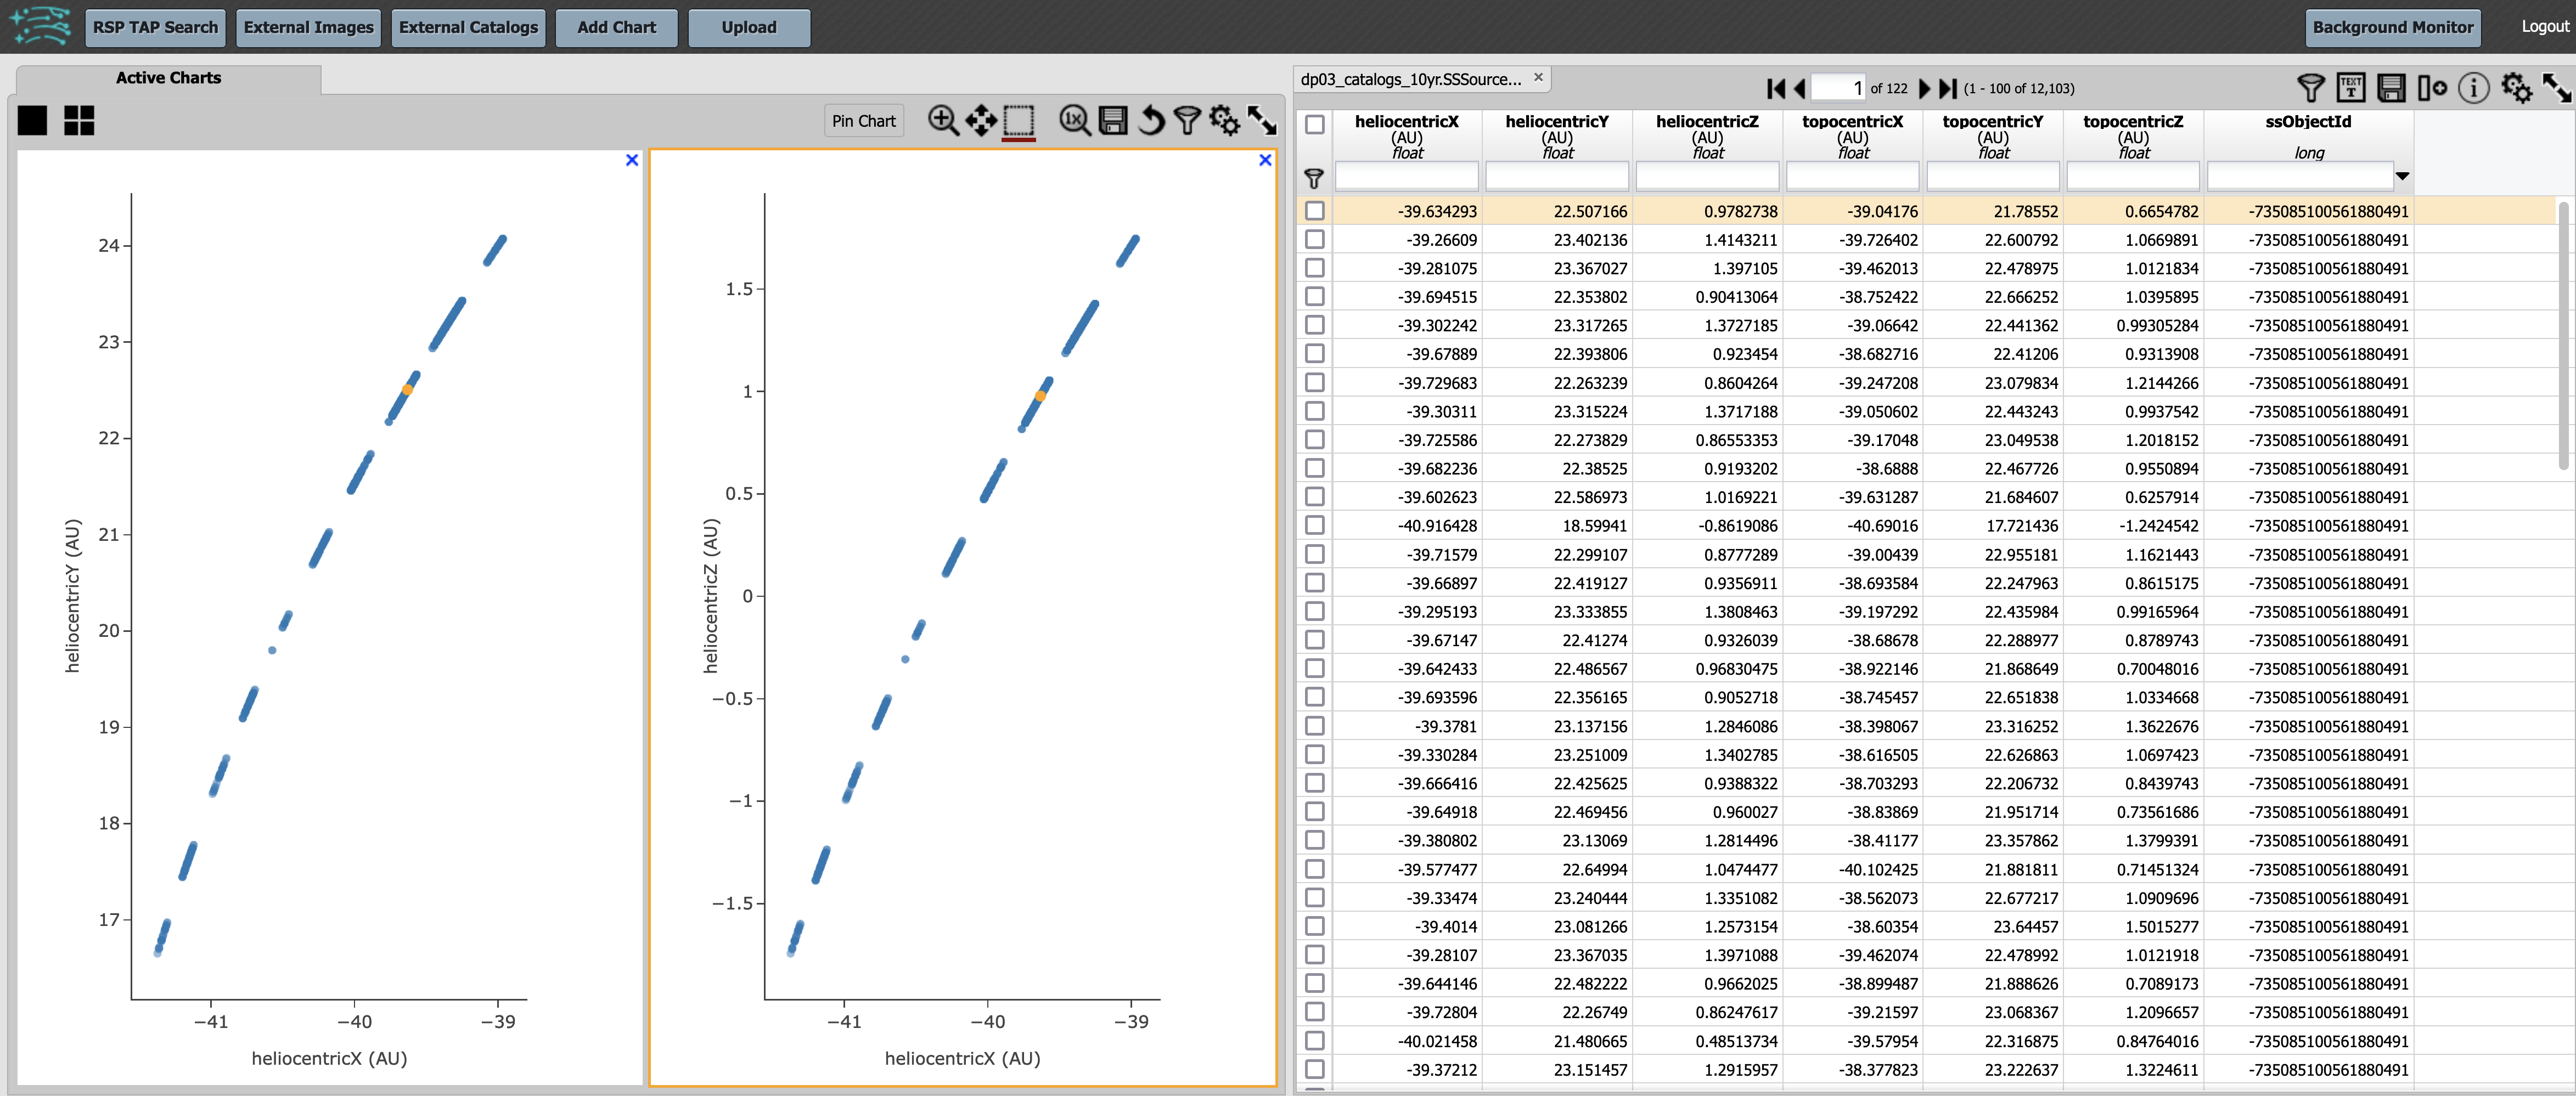 RSP TAP Search External Images External Catalogs Add Chart Upload Background Monitor Logout
Active Charts
Pin Chart
1x
24
23
22
21
20
19
18
17
−41 −40 −39
heliocentricX (AU)
heliocentricY (AU)
1.5
1
0.5
0
−0.5
−1
−1.5
−41 −40 −39
heliocentricX (AU)
heliocentricZ (AU)
dp03_catalogs_10yr.SSSource...
1 of 122 (1 - 100 of 12,103)
TEXT
T
heliocentricX heliocentricY heliocentricZ topocentricX topocentricY topocentricZ ssObjectId
(AU) (AU) (AU) (AU) (AU) (AU)
float float float float float float long
-39.634293 22.507166 0.9782738 -39.04176 21.78552 0.6654782 -735085100561880491
-39.26609 23.402136 1.4143211 -39.726402 22.600792 1.0669891 -735085100561880491
-39.281075 23.367027 1.397105 -39.462013 22.478975 1.0121834 -735085100561880491
-39.694515 22.353802 0.90413064 -38.752422 22.666252 1.0395895 -735085100561880491
-39.302242 23.317265 1.3727185 -39.06642 22.441362 0.99305284 -735085100561880491
-39.67889 22.393806 0.923454 -38.682716 22.41206 0.9313908 -735085100561880491
-39.729683 22.263239 0.8604264 -39.247208 23.079834 1.2144266 -735085100561880491
-39.30311 23.315224 1.3717188 -39.050602 22.443243 0.9937542 -735085100561880491
-39.725586 22.273829 0.86553353 -39.17048 23.049538 1.2018152 -735085100561880491
-39.682236 22.38525 0.9193202 -38.6888 22.467726 0.9550894 -735085100561880491
-39.602623 22.586973 1.0169221 -39.631287 21.684607 0.6257914 -735085100561880491
-40.916428 18.59941 -0.8619086 -40.69016 17.721436 -1.2424542 -735085100561880491
-39.71579 22.299107 0.8777289 -39.00439 22.955181 1.1621443 -735085100561880491
-39.66897 22.419127 0.9356911 -38.693584 22.247963 0.8615175 -735085100561880491
-39.295193 23.333855 1.3808463 -39.197292 22.435984 0.99165964 -735085100561880491
-39.67147 22.41274 0.9326039 -38.68678 22.288977 0.8789743 -735085100561880491
-39.642433 22.486567 0.96830475 -38.922146 21.868649 0.70048016 -735085100561880491
-39.693596 22.356165 0.9052718 -38.745457 22.651838 1.0334668 -735085100561880491
-39.3781 23.137156 1.2846086 -38.398067 23.316252 1.3622676 -735085100561880491
-39.330284 23.251009 1.3402785 -38.616505 22.626863 1.0697423 -735085100561880491
-39.666416 22.425625 0.9388322 -38.703293 22.206732 0.8439743 -735085100561880491
-39.64918 22.469456 0.960027 -38.83869 21.951714 0.73561686 -735085100561880491
-39.380802 23.13069 1.2814496 -38.41177 23.357862 1.3799391 -735085100561880491
-39.577477 22.64994 1.0474477 -40.102425 21.881811 0.71451324 -735085100561880491
-39.33474 23.240444 1.3351082 -38.562073 22.677217 1.0909696 -735085100561880491
-39.4014 23.081266 1.2573154 -38.60354 23.64457 1.5015277 -735085100561880491
-39.28107 23.367035 1.3971088 -39.462074 22.478992 1.0121918 -735085100561880491
-39.644146 22.482222 0.9662025 -38.899487 21.888626 0.7089173 -735085100561880491
-39.72804 22.26749 0.86247617 -39.21597 23.068367 1.2096657 -735085100561880491
-40.021458 21.480665 0.48513734 -39.57954 22.316875 0.84764016 -735085100561880491
-39.37212 23.151457 1.2915957 -38.377823 23.222637 1.3224611 -735085100561880491